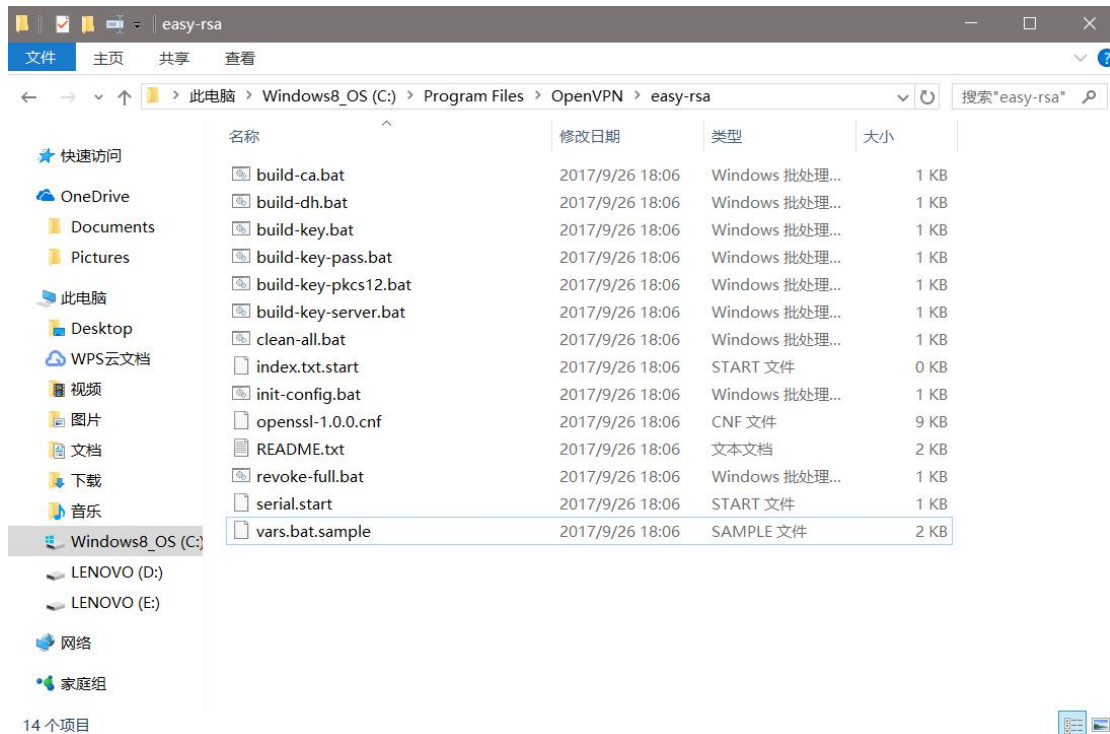 easy-rsa
文件 主页 共享 查看
此电脑 > Windows8_OS (C:) > Program Files > OpenVPN > easy-rsa 搜索"easy-rsa"
名称 修改日期 类型 大小
快速访问
OneDrive
Documents
Pictures
此电脑
Desktop
WPS云文档
视频
图片
文档
下载
音乐
Windows8_OS (C:)
LENOVO (D:)
LENOVO (E:)
网络
家庭组
build-ca.bat 2017/9/26 18:06 Windows 批处理... 1 KB
build-dh.bat 2017/9/26 18:06 Windows 批处理... 1 KB
build-key.bat 2017/9/26 18:06 Windows 批处理... 1 KB
build-key-pass.bat 2017/9/26 18:06 Windows 批处理... 1 KB
build-key-pkcs12.bat 2017/9/26 18:06 Windows 批处理... 1 KB
build-key-server.bat 2017/9/26 18:06 Windows 批处理... 1 KB
clean-all.bat 2017/9/26 18:06 Windows 批处理... 1 KB
index.txt.start 2017/9/26 18:06 START 文件 0 KB
init-config.bat 2017/9/26 18:06 Windows 批处理... 1 KB
openssl-1.0.0.cnf 2017/9/26 18:06 CNF 文件 9 KB
README.txt 2017/9/26 18:06 文本文档 2 KB
revoke-full.bat 2017/9/26 18:06 Windows 批处理... 1 KB
serial.start 2017/9/26 18:06 START 文件 1 KB
vars.bat.sample 2017/9/26 18:06 SAMPLE 文件 2 KB
14 个项目